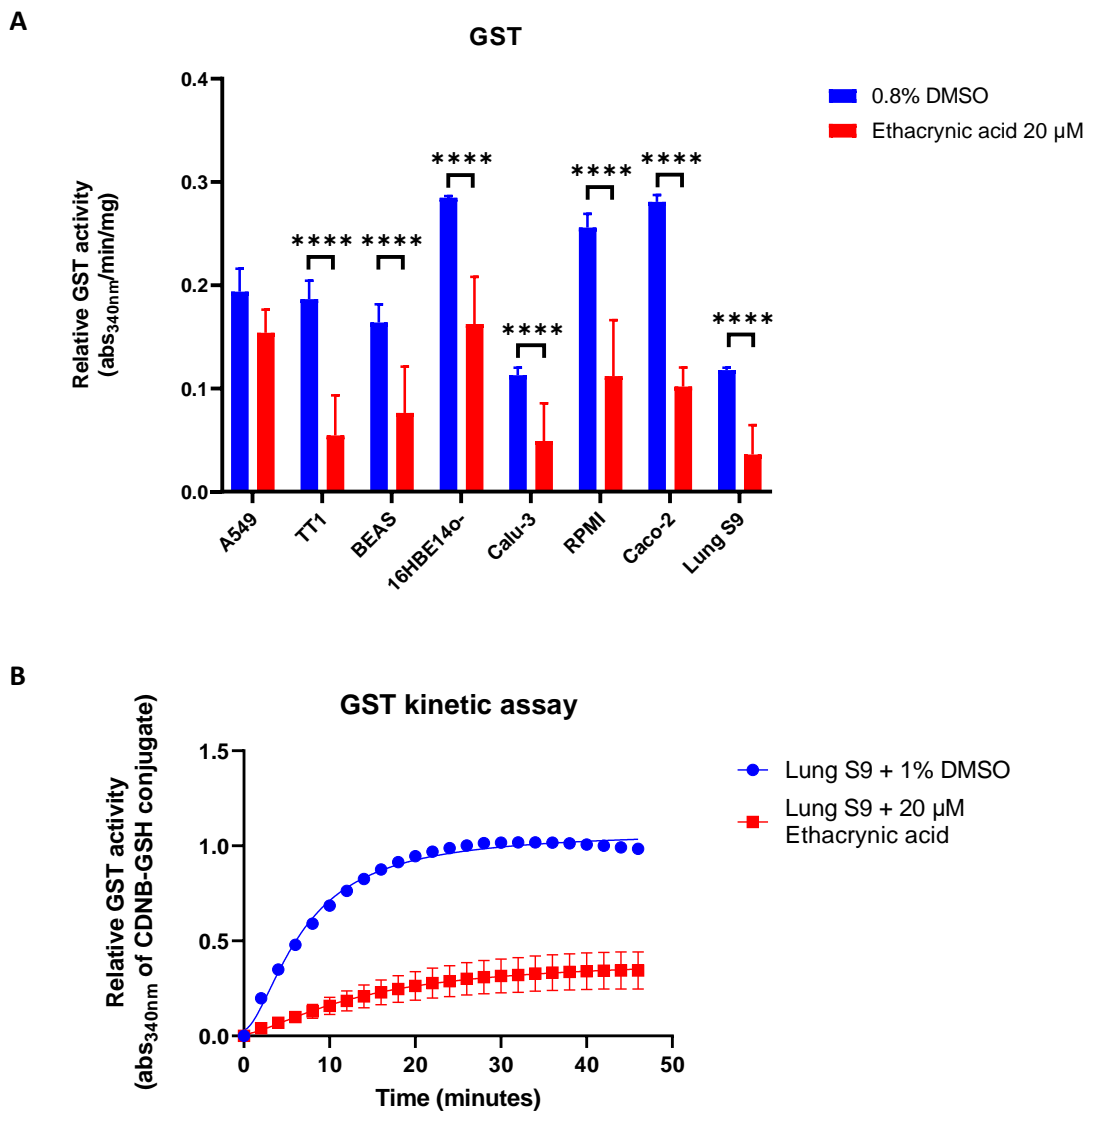 A
GST
0.8% DMSO
Ethacrynic acid 20 µM
Relative GST activity
(abs340nm/min/mg)
0.4
0.3
0.2
0.1
0.0
****
****
****
****
****
****
****
A549
TT1
BEAS
16HBE14o-
Calu-3
RPMI
Caco-2
Lung S9
B
GST kinetic assay
Relative GST activity
(abs340nm of CDNB-GSH conjugate)
1.5
1.0
0.5
0.0
0
10
20
30
40
50
Time (minutes)
Lung S9 + 1% DMSO
Lung S9 + 20 µM
Ethacrynic acid